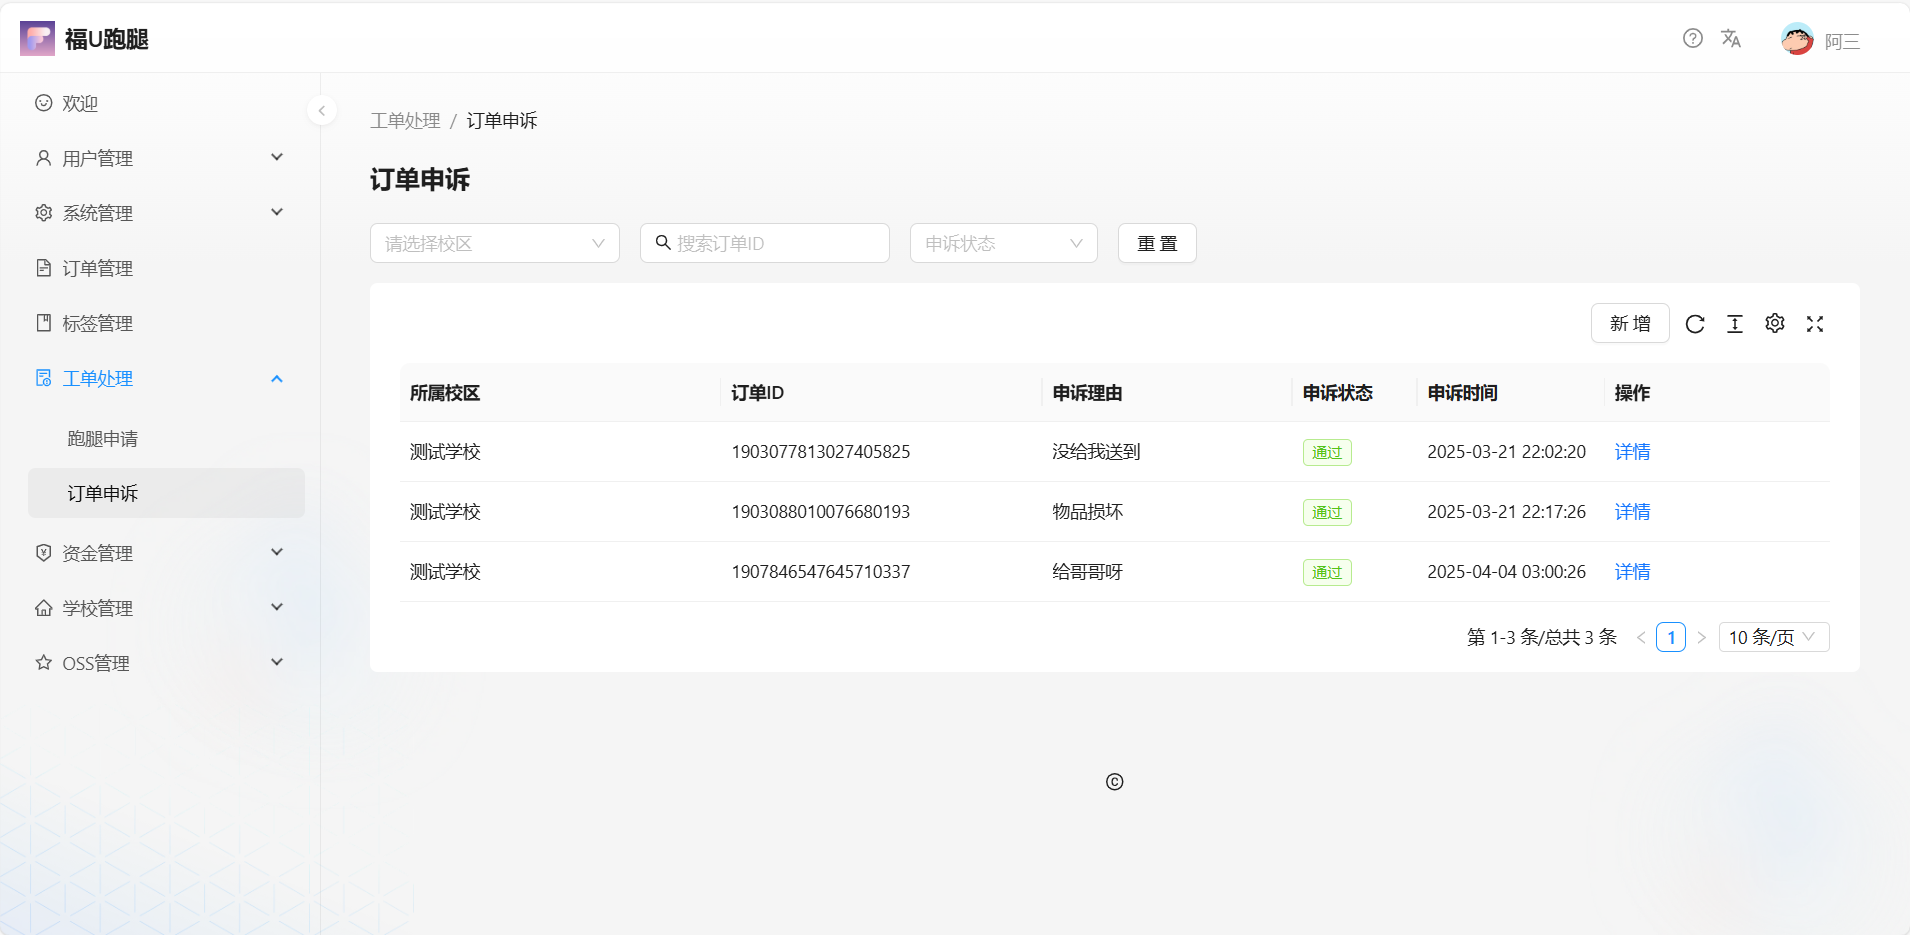 福U跑腿
阿三
欢迎
用户管理
系统管理
订单管理
标签管理
工单处理
跑腿申请
订单申诉
资金管理
学校管理
OSS管理
工单处理 / 订单申诉
订单申诉
请选择校区 搜索订单ID 申诉状态 重 置
新 增
所属校区 订单ID 申诉理由 申诉状态 申诉时间 操作
测试学校 1903077813027405825 没给我送到 通过 2025-03-21 22:02:20 详情
测试学校 1903088010076680193 物品损坏 通过 2025-03-21 22:17:26 详情
测试学校 1907846547645710337 给哥哥呀 通过 2025-04-04 03:00:26 详情
第 1-3 条/总共 3 条 < 1 > 10 条/页
©